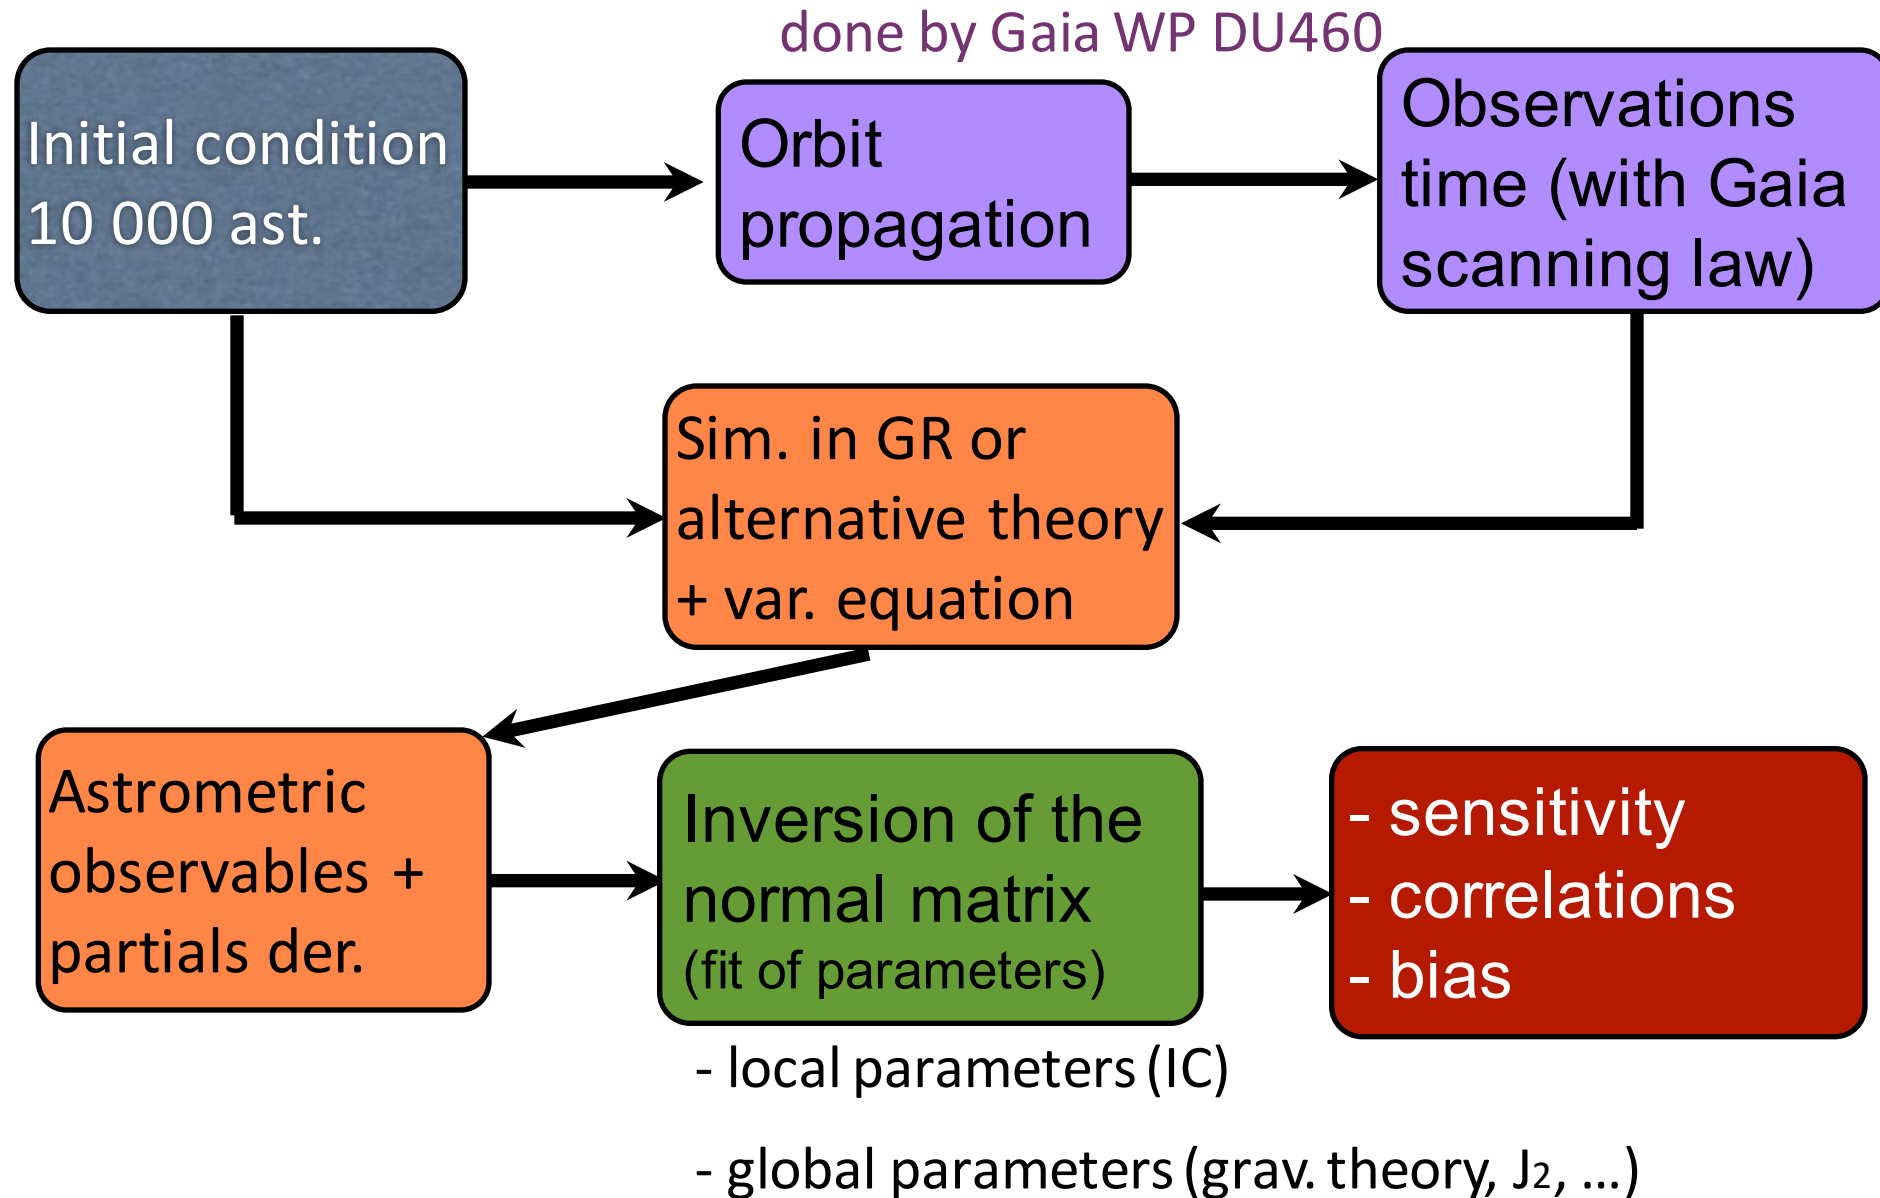 done by Gaia WP DU460
Initial condition
10 000 ast.
Orbit
propagation
Observations
time (with Gaia
scanning law)
Sim. in GR or
alternative theory
+ var. equation
Astrometric
observables +
partials der.
Inversion of the
normal matrix
(fit of parameters)
- sensitivity
- correlations
- bias
- local parameters (IC)
- global parameters (grav. theory, J2, ...)